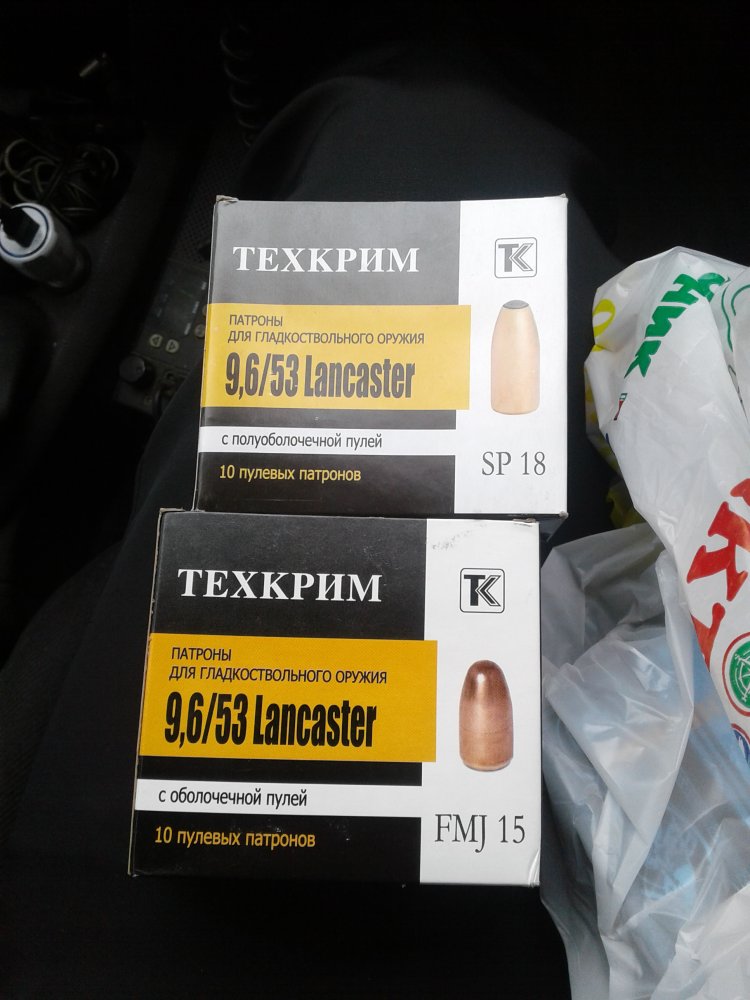 ТЕХКРИМ
ТК
ПАТРОНЫ
ДЛЯ ГЛАДКОСТВОЛЬНОГО ОРУЖИЯ
9,6/53 Lancaster
с полуоболочечной пулей
SP 18
10 пулевых патронов
ТЕХКРИМ
ТК
ПАТРОНЫ
ДЛЯ ГЛАДКОСТВОЛЬНОГО ОРУЖИЯ
9,6/53 Lancaster
с оболочечной пулей
FMJ 15
10 пулевых патронов